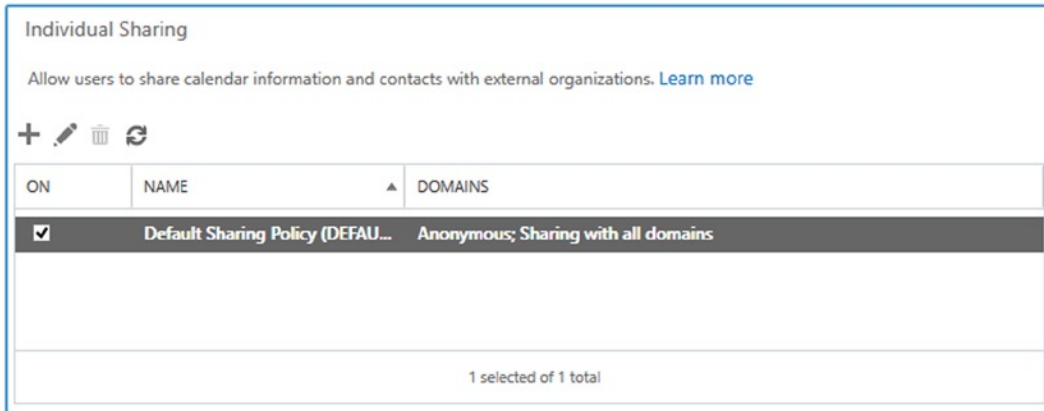 Individual Sharing
Allow users to share calendar information and contacts with external organizations. Learn more
ON NAME DOMAINS
Default Sharing Policy (DEFAU... Anonymous; Sharing with all domains
1 selected of 1 total